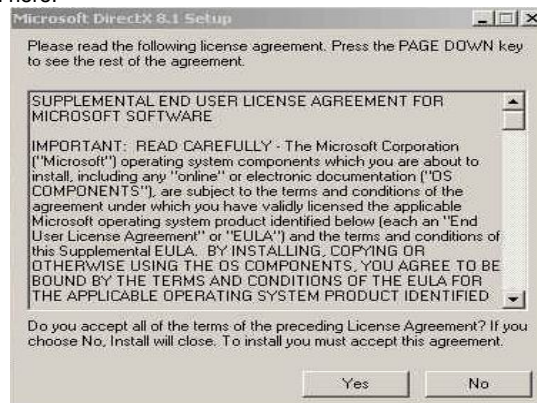 Microsoft DirectX 8.1 Setup
Please read the following license agreement. Press the PAGE DOWN key
to see the rest of the agreement.
SUPPLEMENTAL END USER LICENSE AGREEMENT FOR
MICROSOFT SOFTWARE
IMPORTANT: READ CAREFULLY - The Microsoft Corporation
("Microsoft") operating system components which you are about to
install, including any "online" or electronic documentation ("OS
COMPONENTS"), are subject to the terms and conditions of the
agreement under which you have validly licensed the applicable
Microsoft operating system product identified below (each an "End
User License Agreement" or "EULA") and the terms and conditions of
this Supplemental EULA. BY INSTALLING, COPYING OR
OTHERWISE USING THE OS COMPONENTS, YOU AGREE TO BE
BOUND BY THE TERMS AND CONDITIONS OF THE EULA FOR
THE APPLICABLE OPERATING SYSTEM PRODUCT IDENTIFIED
Do you accept all of the terms of the preceding License Agreement? If you
choose No, Install will close. To install you must accept this agreement.
Yes No